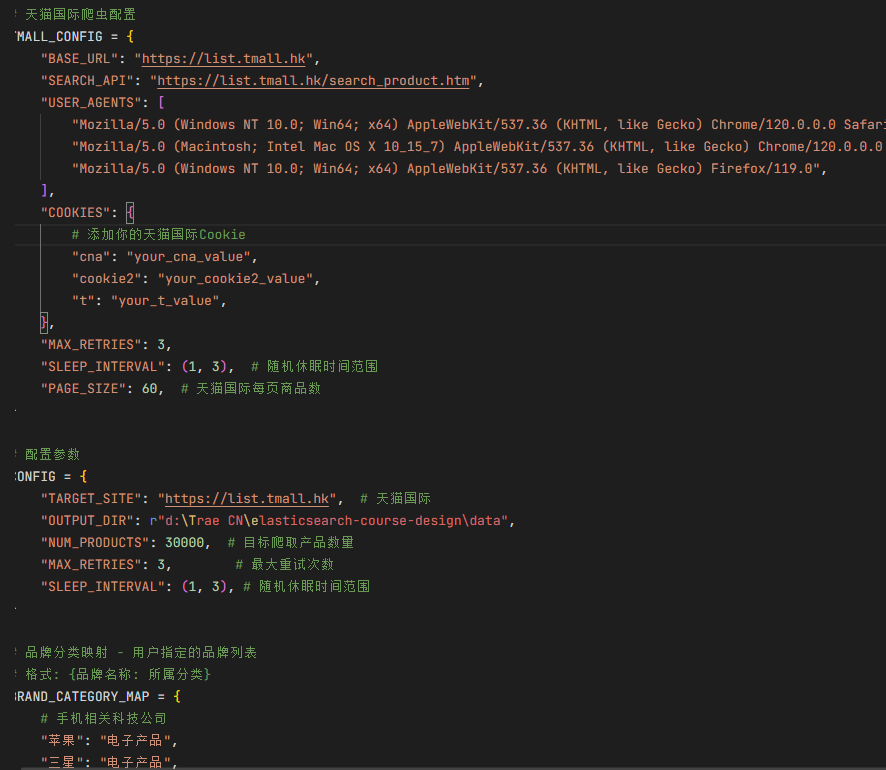 # 天猫国际爬虫配置
TMALL_CONFIG = {
"BASE_URL": "https://list.tmall.hk",
"SEARCH_API": "https://list.tmall.hk/search_product.htm",
"USER_AGENTS": [
"Mozilla/5.0 (Windows NT 10.0; Win64; x64) AppleWebKit/537.36 (KHTML, like Gecko) Chrome/120.0.0.0 Safari
"Mozilla/5.0 (Macintosh; Intel Mac OS X 10_15_7) AppleWebKit/537.36 (KHTML, like Gecko) Chrome/120.0.0.0
"Mozilla/5.0 (Windows NT 10.0; Win64; x64) AppleWebKit/537.36 (KHTML, like Gecko) Firefox/119.0",
],
"COOKIES": {
# 添加你的天猫国际Cookie
"cna": "your_cna_value",
"cookie2": "your_cookie2_value",
"t": "your_t_value",
},
"MAX_RETRIES": 3,
"SLEEP_INTERVAL": (1, 3), # 随机休眠时间范围
"PAGE_SIZE": 60, # 天猫国际每页商品数
# 配置参数
CONFIG = {
"TARGET_SITE": "https://list.tmall.hk", # 天猫国际
"OUTPUT_DIR": r"d:\Trae CN\elasticsearch-course-design\data",
"NUM_PRODUCTS": 30000, # 目标爬取产品数量
"MAX_RETRIES": 3, # 最大重试次数
"SLEEP_INTERVAL": (1, 3), # 随机休眠时间范围
# 品牌分类映射 - 用户指定的品牌列表
# 格式: {品牌名称: 所属分类}
BRAND_CATEGORY_MAP = {
# 手机相关科技公司
"苹果": "电子产品",
"三星": "电子产品",